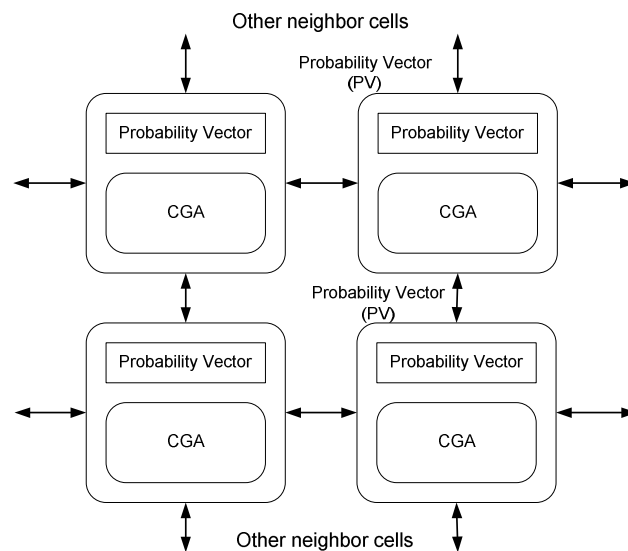 Other neighbor cells
Probability Vector
(PV)
Probability Vector
Probability Vector
CGA
CGA
Probability Vector
(PV)
Probability Vector
Probability Vector
CGA
CGA
Other neighbor cells